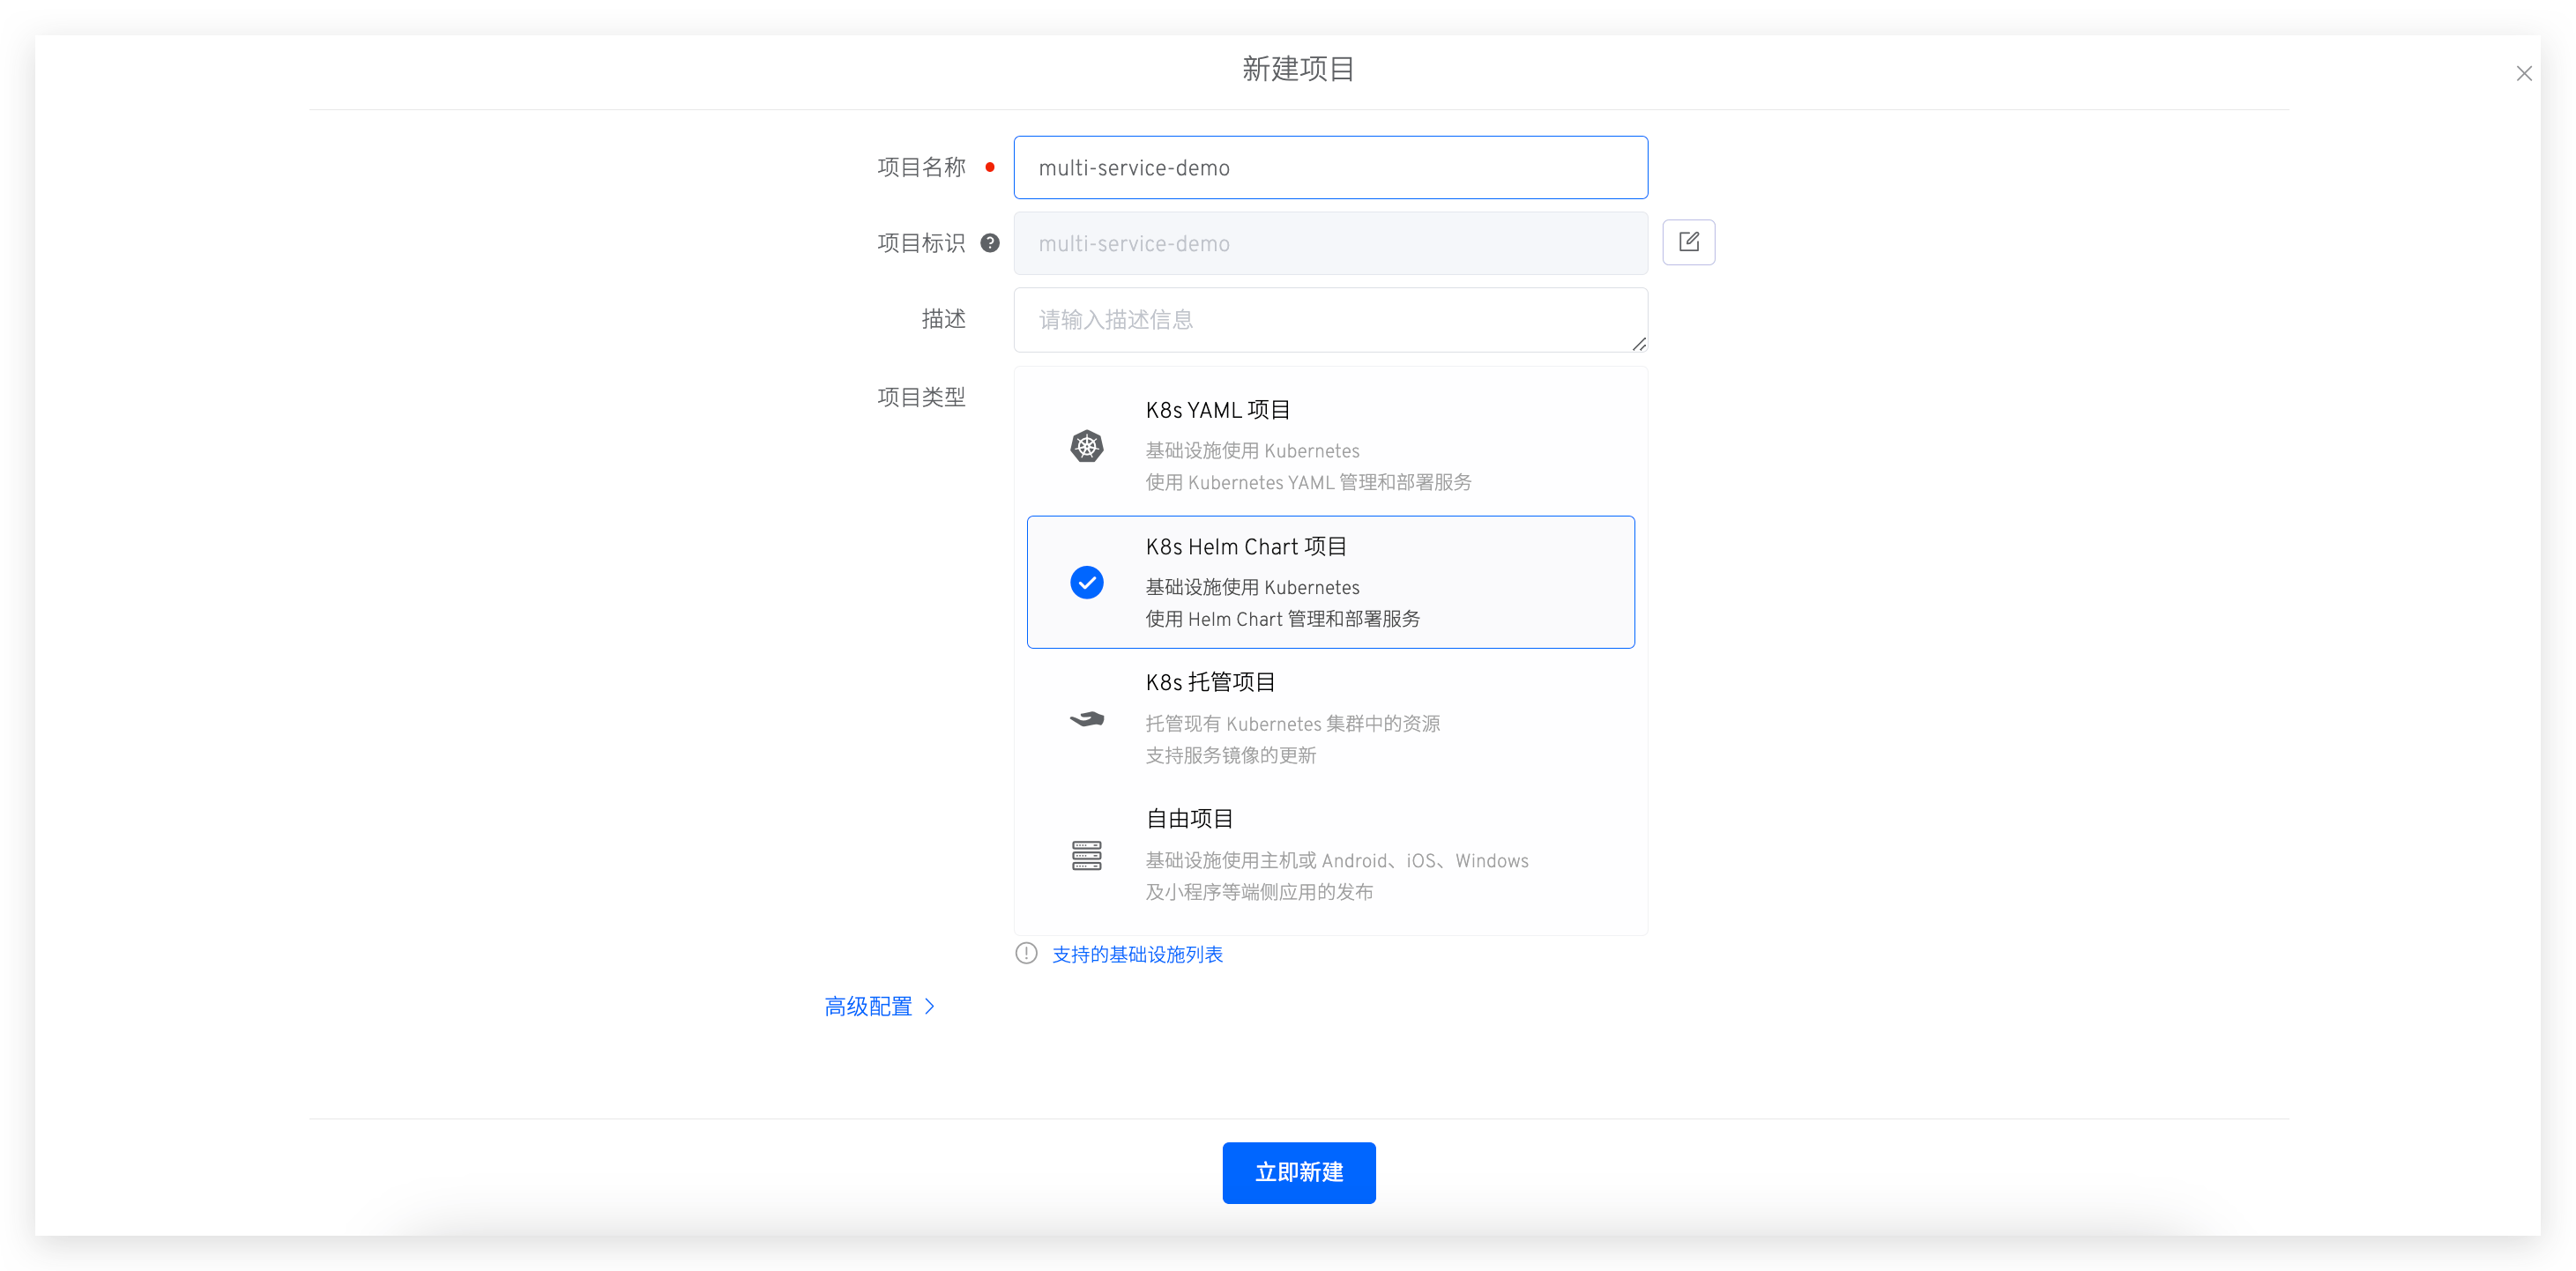 新建项目
项目名称
multi-service-demo
项目标识
multi-service-demo
描述
请输入描述信息
项目类型
K8s YAML 项目
基础设施使用 Kubernetes
使用 Kubernetes YAML 管理和部署服务
K8s Helm Chart 项目
基础设施使用 Kubernetes
使用 Helm Chart 管理和部署服务
K8s 托管项目
托管现有 Kubernetes 集群中的资源
支持服务镜像的更新
自由项目
基础设施使用主机或 Android、iOS、Windows
及小程序等端侧应用的发布
支持的基础设施列表
高级配置
立即新建